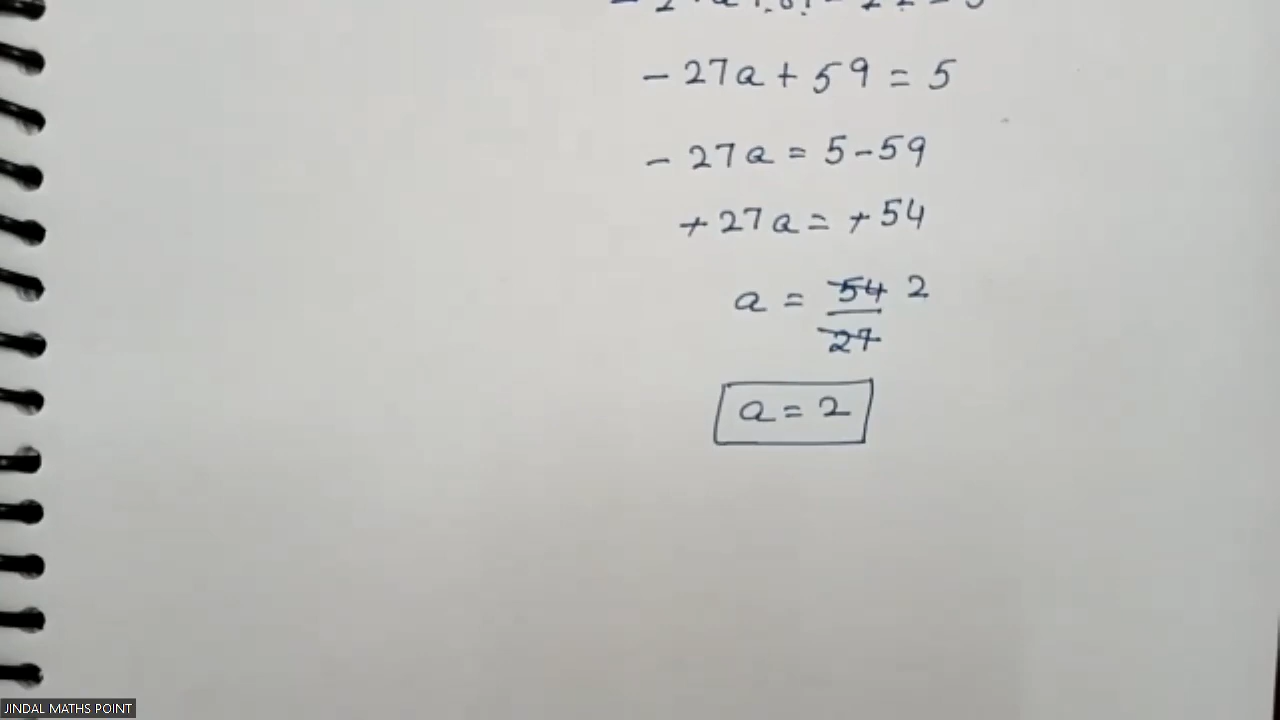 - 27a + 59 = 5
- 27a = 5 - 59
+ 27a = + 54
a = 54/27 2
a = 2
JINDAL MATHS POINT